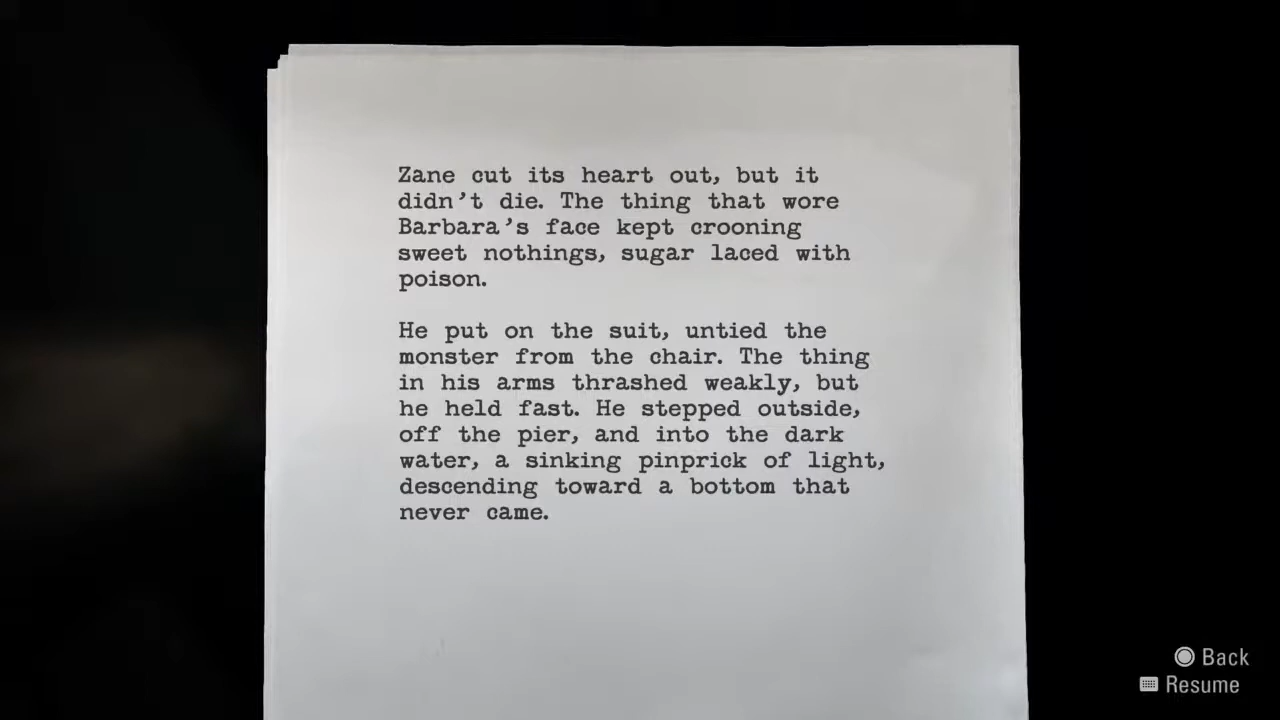 Zane cut its heart out, but it
didn't die. The thing that wore
Barbara's face kept crooning
sweet nothings, sugar laced with
poison.
He put on the suit, untied the
monster from the chair. The thing
in his arms thrashed weakly, but
he held fast. He stepped outside,
off the pier, and into the dark
water, a sinking pinprick of light,
descending toward a bottom that
never came.
Back
Resume